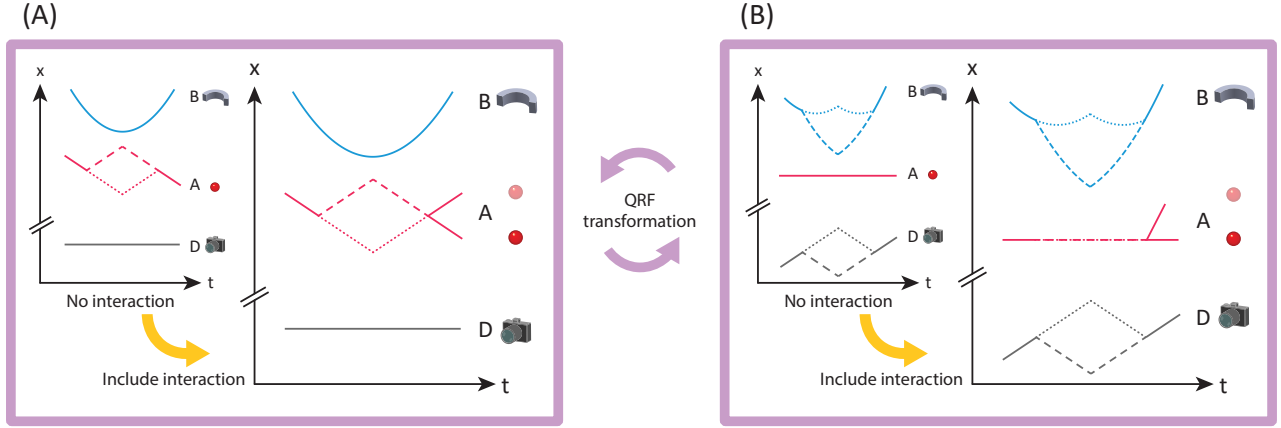 (A)
(B)
x
B
A
D
t
No interaction
Include interaction
x
B
A
D
t
QRF
transformation
x
B
A
D
t
No interaction
Include interaction
x
B
A
D
t